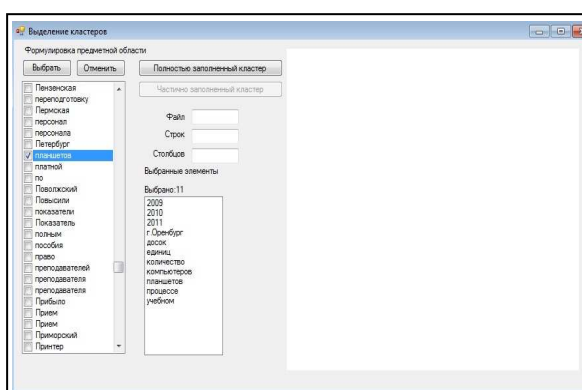 Выделение кластеров
Формулировка предметной области
Выбрать Отменить Полностью заполненный кластер
Частично заполненный кластер
Пензенская
переподготовку
Пермская
персонал
персонала
Петербург
планшетов
платной
по
Поволжский
Повысили
показатели
Показатель
полным
пособия
право
преподавателей
преподавателя
преподавателя
Прибыло
Прием
Прием
Приморский
Принтер
Файл
Строк
Столбцов
Выбранные элементы
Выбрано:11
2009
2010
2011
г.Оренбург
досок
единиц
количество
компьютеров
планшетов
процессе
учебном